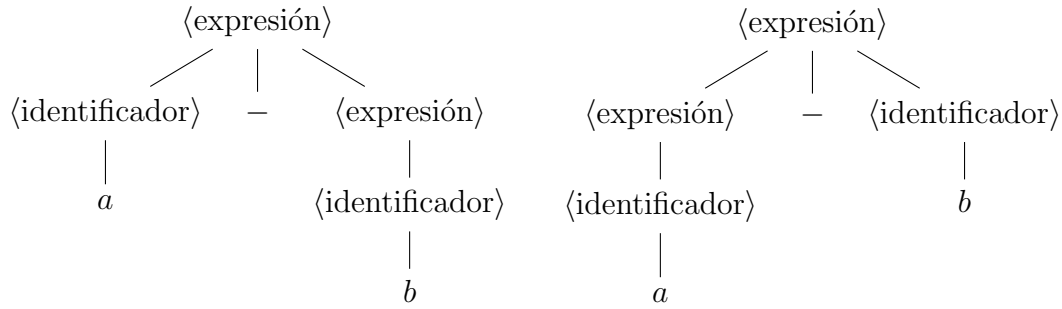 ⟨expresión⟩ ⟨expresión⟩
⟨identificador⟩ − ⟨expresión⟩ ⟨expresión⟩ − ⟨identificador⟩
a ⟨identificador⟩ ⟨identificador⟩ b
b a